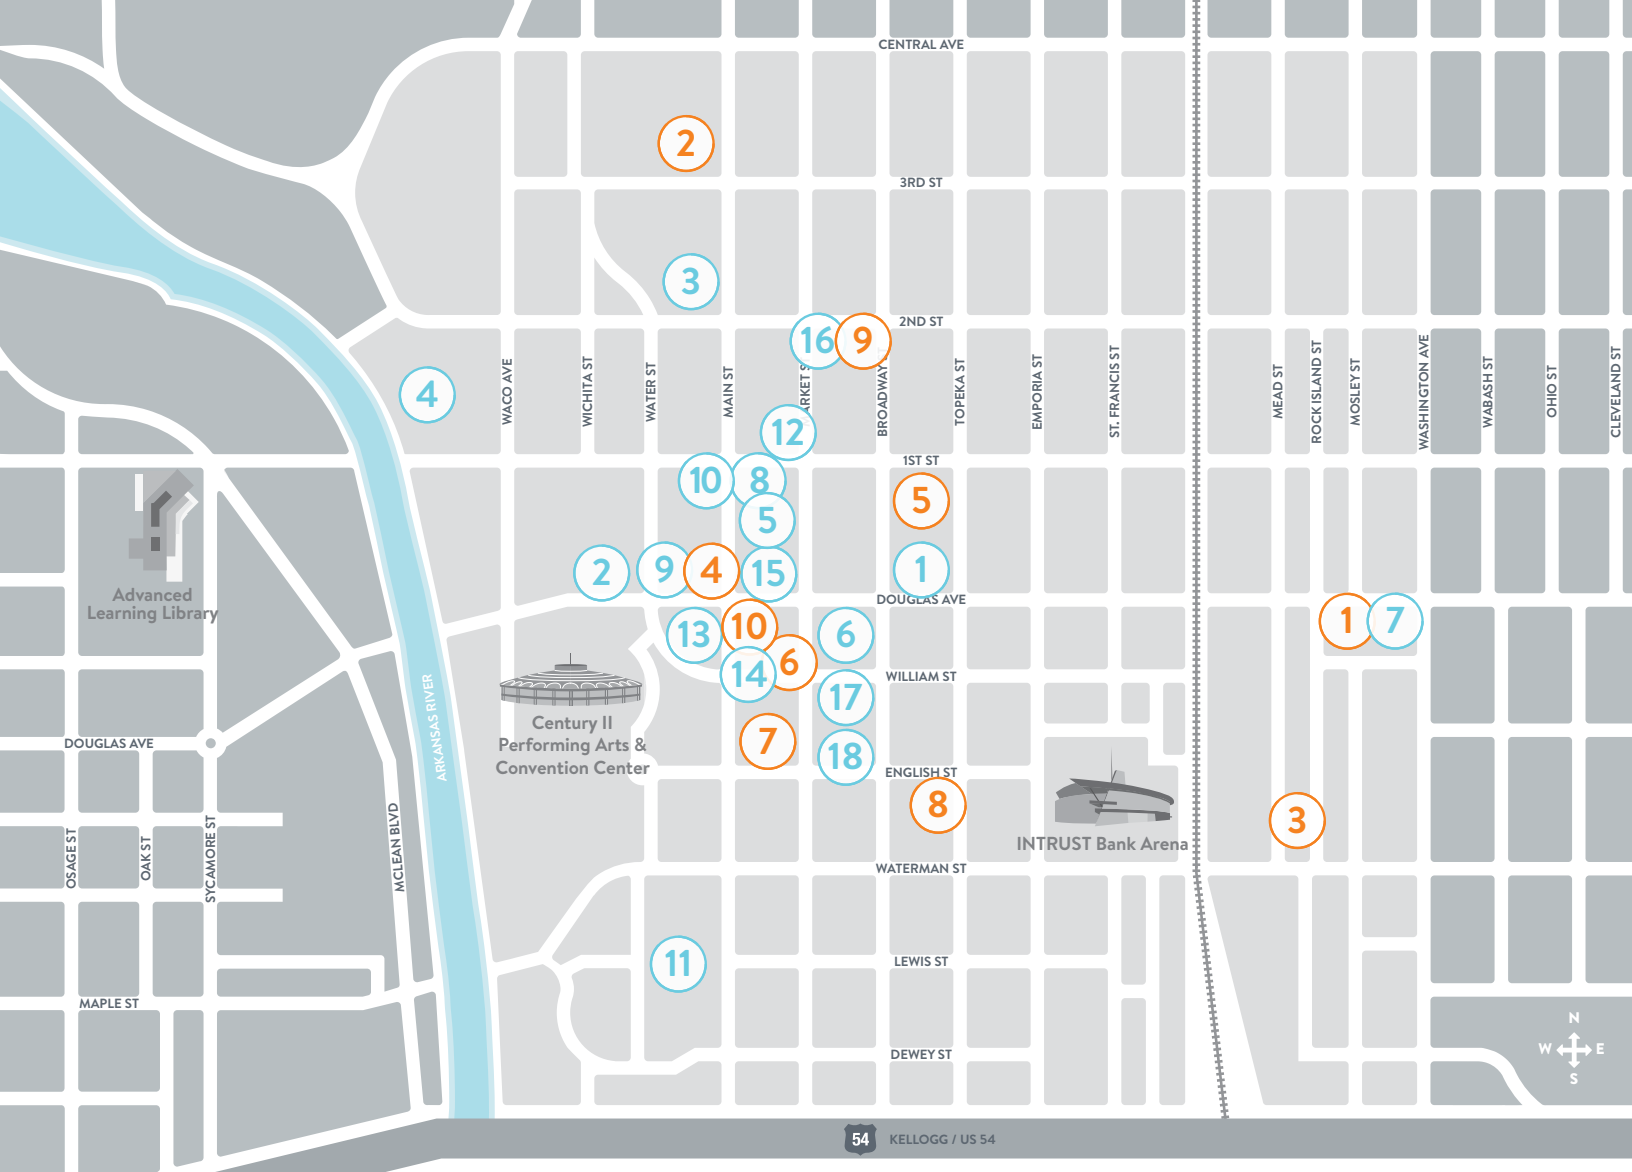 CENTRAL AVE
2
3RD ST
3
2ND ST
16
9
4
WACO AVE
WICHITA ST
WATER ST
MAIN ST
BROADWAY
TOPEKA ST
EMPORIA ST
ST. FRANCIS ST
MEAD ST
ROCK ISLAND ST
MOSLEY ST
WASHINGTON AVE
WABASH ST
OHIO ST
CLEVELAND ST
12
1ST ST
10
8
5
5
Advanced
Learning Library
2
9
4
15
1
DOUGLAS AVE
13
10
6
1
7
14
6
WILLIAM ST
17
ARKANSAS RIVER
Century II
Performing Arts &
Convention Center
7
18
DOUGLAS AVE
ENGLISH ST
8
3
INTRUST Bank Arena
OSAGE ST
OAK ST
SYCAMORE ST
MCLEAN BLVD
WATERMAN ST
11
LEWIS ST
MAPLE ST
DEWEY ST
N
W E
S
54 KELLOGG / US 54